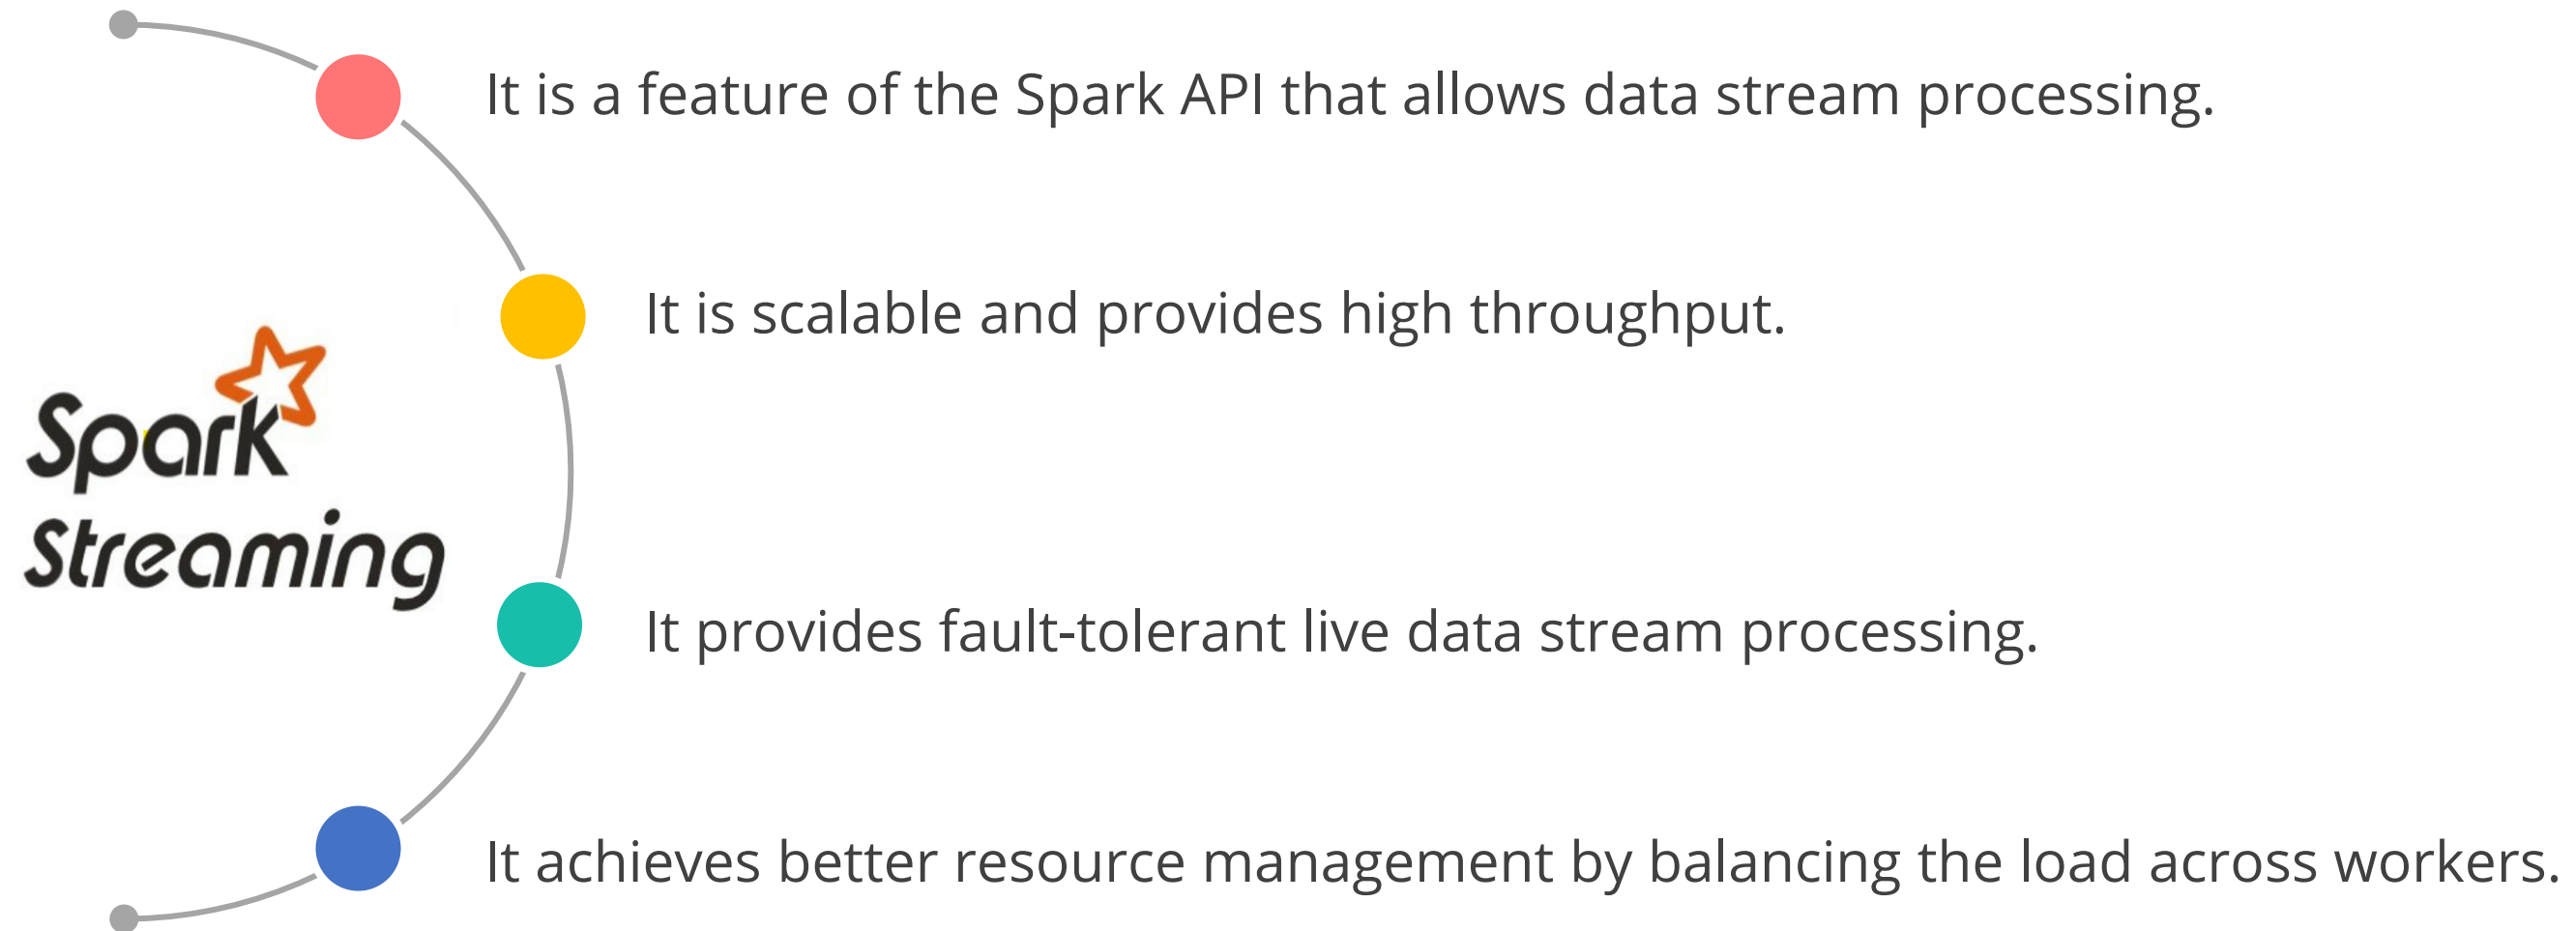 It is a feature of the Spark API that allows data stream processing.
It is scalable and provides high throughput.
Spark
Streaming
It provides fault-tolerant live data stream processing.
It achieves better resource management by balancing the load across workers.